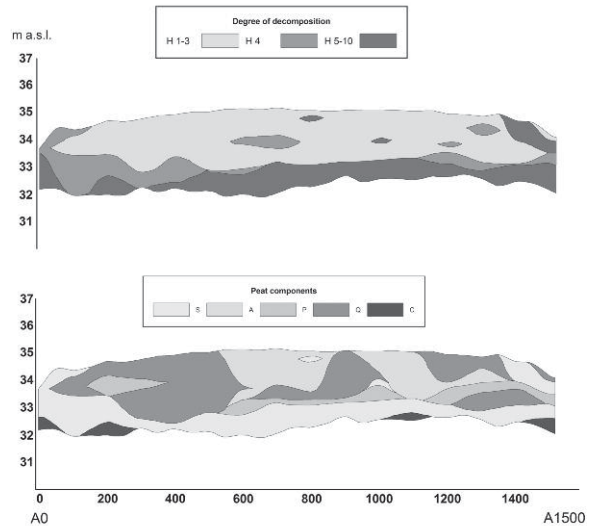 Degree of decomposition
H 1-3 H 4 H 5-10
m a.s.l.
37
36
35
34
33
32
31
Peat components
S A P Q C
37
36
35
34
33
32
31
0 200 400 600 800 1000 1200 1400
A0 A1500